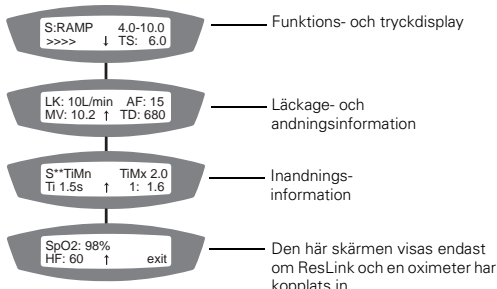 S:RAMP 4.0-10.0
>>>> ↓ TS: 6.0
Funktions- och tryckdisplay
LK: 10L/min AF: 15
MV: 10.2 ↑ TD: 680
Läckage- och
andningsinformation
S**TiMn TiMx 2.0
Ti 1.5s ↑ 1: 1.6
Inandnings-
information
SpO2: 98%
HF: 60 ↑ exit
Den här skärmen visas endast
om ResLink och en oximeter har
kopplats in